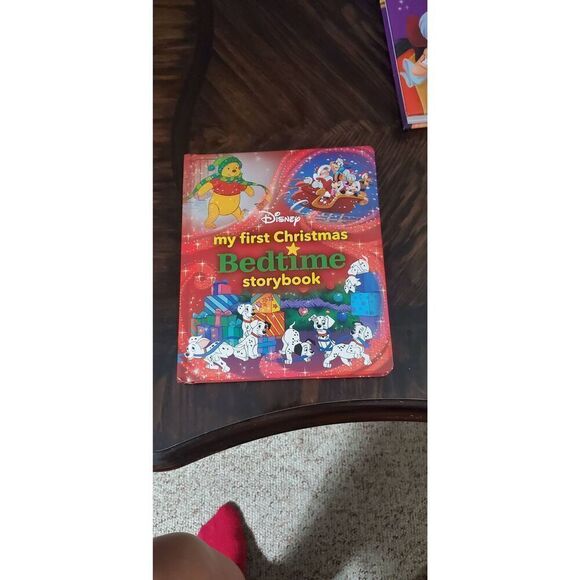 Disney
my first Christmas
Bedtime
storybook